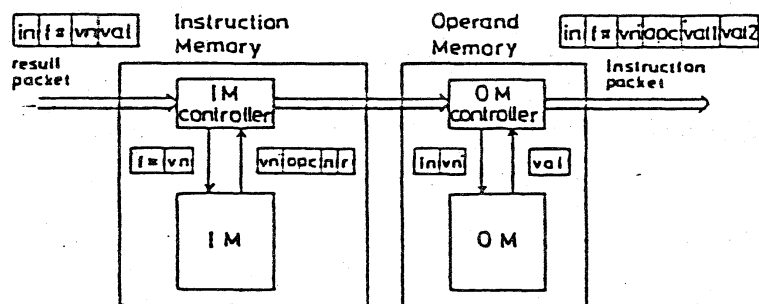 in f# vn val
result packet
Instruction Memory
IM controller
f# vn
vn' opc n r
IM
Operand Memory
OM controller
in vn'
val
OM
in f# vn' opc val1 val2
Instruction packet